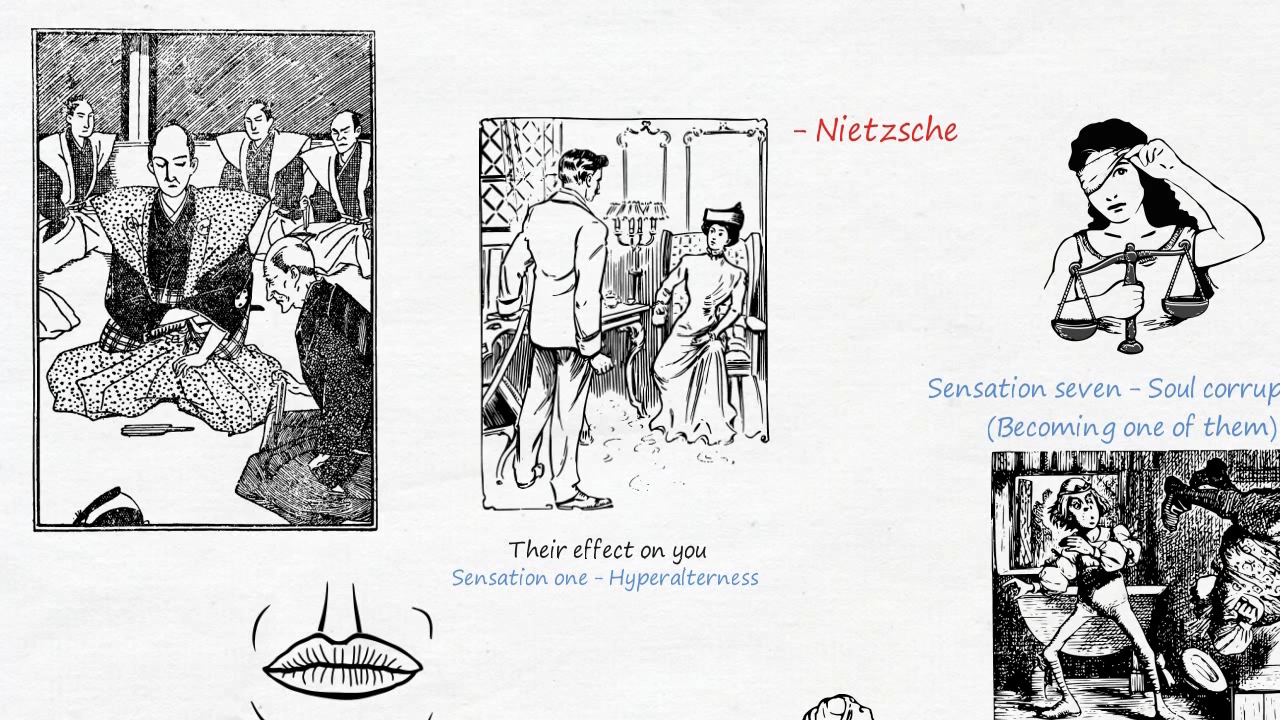 - Nietzsche
Sensation seven - Soul corrup
(Becoming one of them)
Their effect on you
Sensation one - Hyperalterness